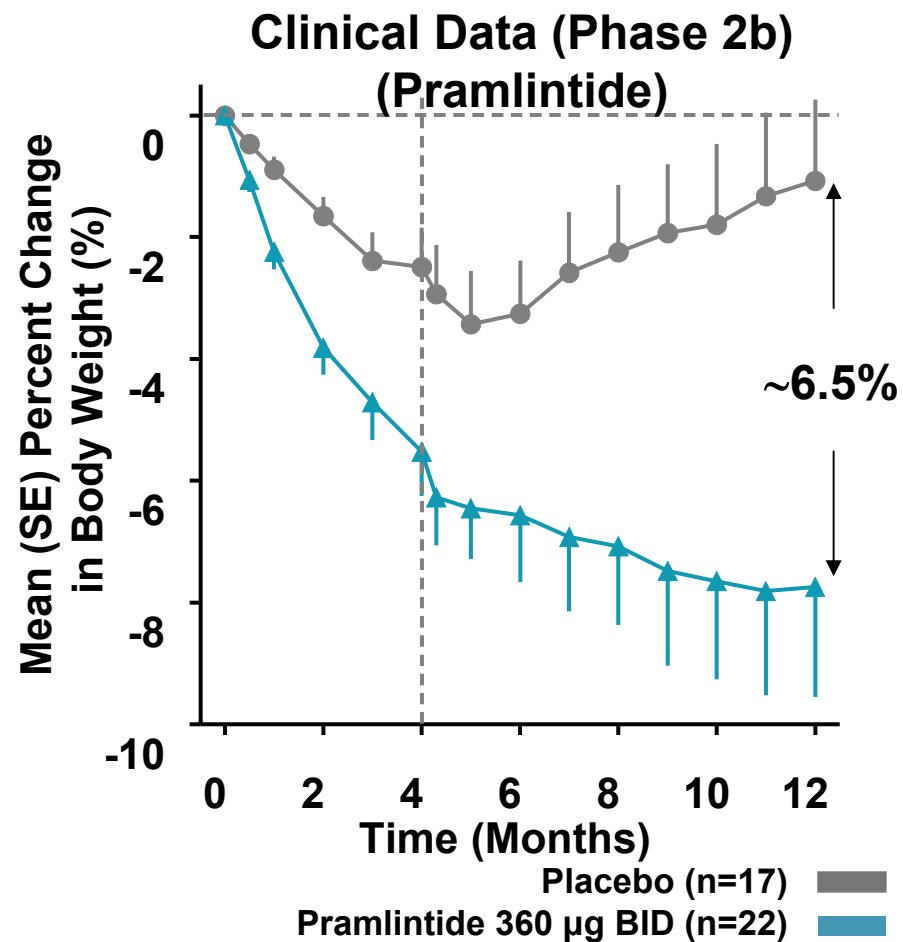 Clinical Data (Phase 2b)
(Pramlintide)
Mean (SE) Percent Change
in Body Weight (%)
0
-2
-4
-6
-8
-10
~6.5%
0 2 4 6 8 10 12
Time (Months)
Placebo (n=17)
Pramlintide 360 µg BID (n=22)